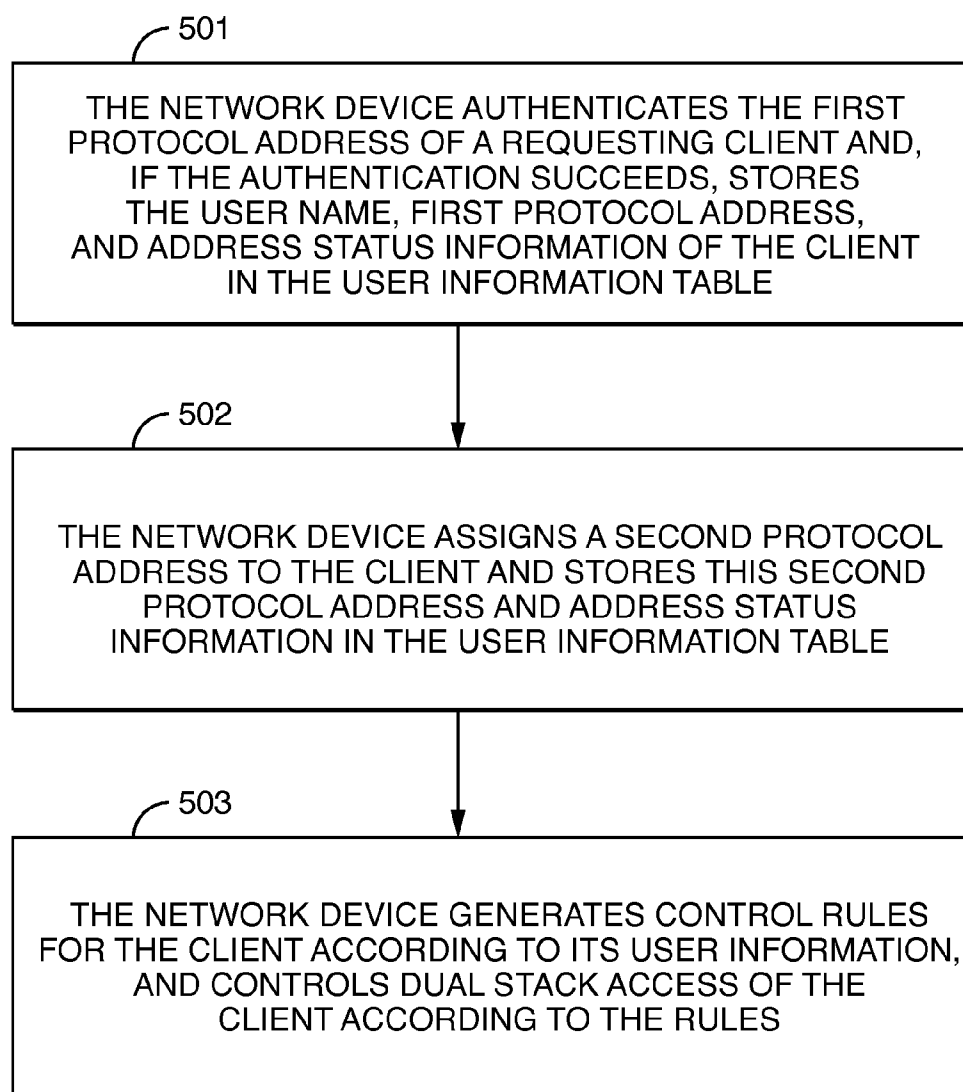 501
THE NETWORK DEVICE AUTHENTICATES THE FIRST
PROTOCOL ADDRESS OF A REQUESTING CLIENT AND,
IF THE AUTHENTICATION SUCCEEDS, STORES
THE USER NAME, FIRST PROTOCOL ADDRESS,
AND ADDRESS STATUS INFORMATION OF THE CLIENT
IN THE USER INFORMATION TABLE
502
THE NETWORK DEVICE ASSIGNS A SECOND PROTOCOL
ADDRESS TO THE CLIENT AND STORES THIS SECOND
PROTOCOL ADDRESS AND ADDRESS STATUS
INFORMATION IN THE USER INFORMATION TABLE
503
THE NETWORK DEVICE GENERATES CONTROL RULES
FOR THE CLIENT ACCORDING TO ITS USER INFORMATION,
AND CONTROLS DUAL STACK ACCESS OF THE
CLIENT ACCORDING TO THE RULES